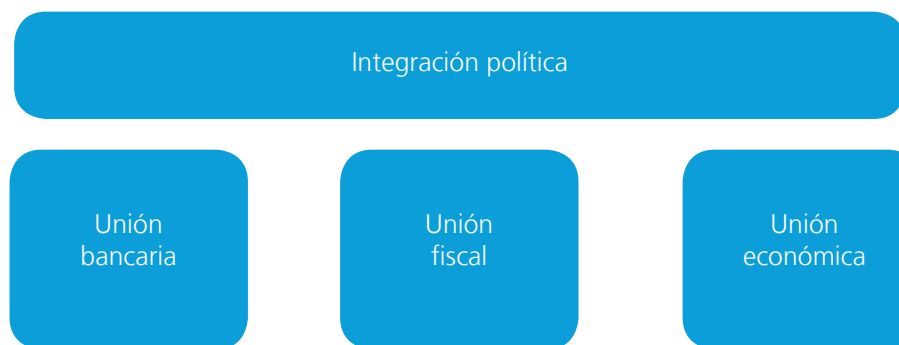 Integración política
Unión
bancaria
Unión
fiscal
Unión
económica